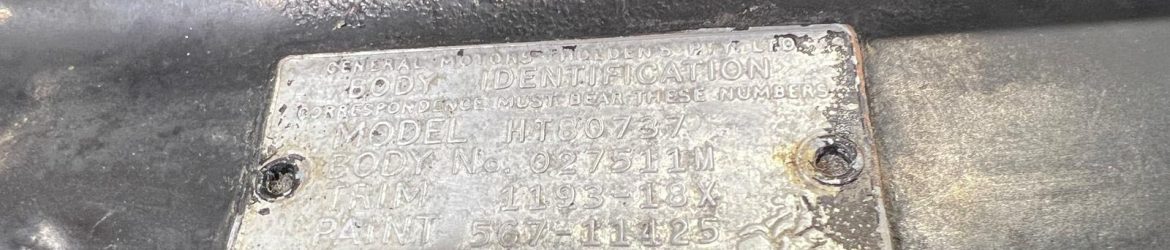 GENERAL MOTORS HOLDEN'S PTY. LTD.
BODY IDENTIFICATION
CORRESPONDENCE MUST BEAR THESE NUMBERS
MODEL HT80737
BODY No. 027511M
TRIM 1193-18X
PAINT 567-11425